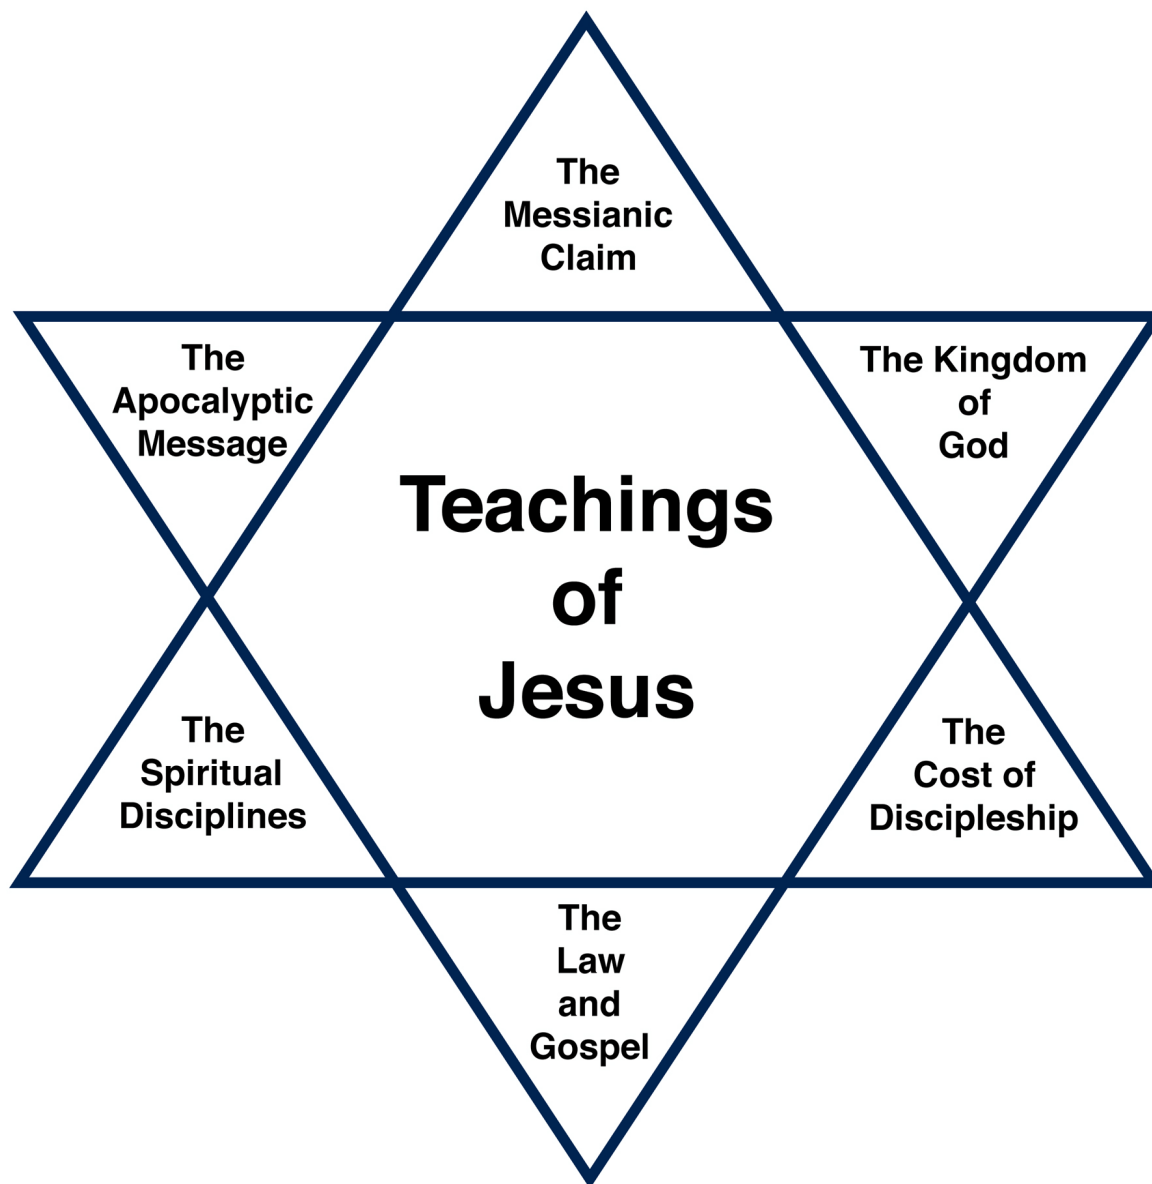 The
Messianic
Claim
The
Apocalyptic
Message
The Kingdom
of
God
Teachings
of
Jesus
The
Spiritual
Disciplines
The
Cost of
Discipleship
The
Law
and
Gospel